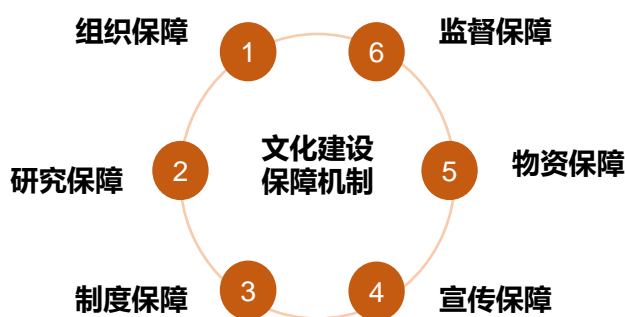 组织保障
1
6
监督保障
文化建设
保障机制
研究保障
2
5
物资保障
制度保障
3
4
宣传保障